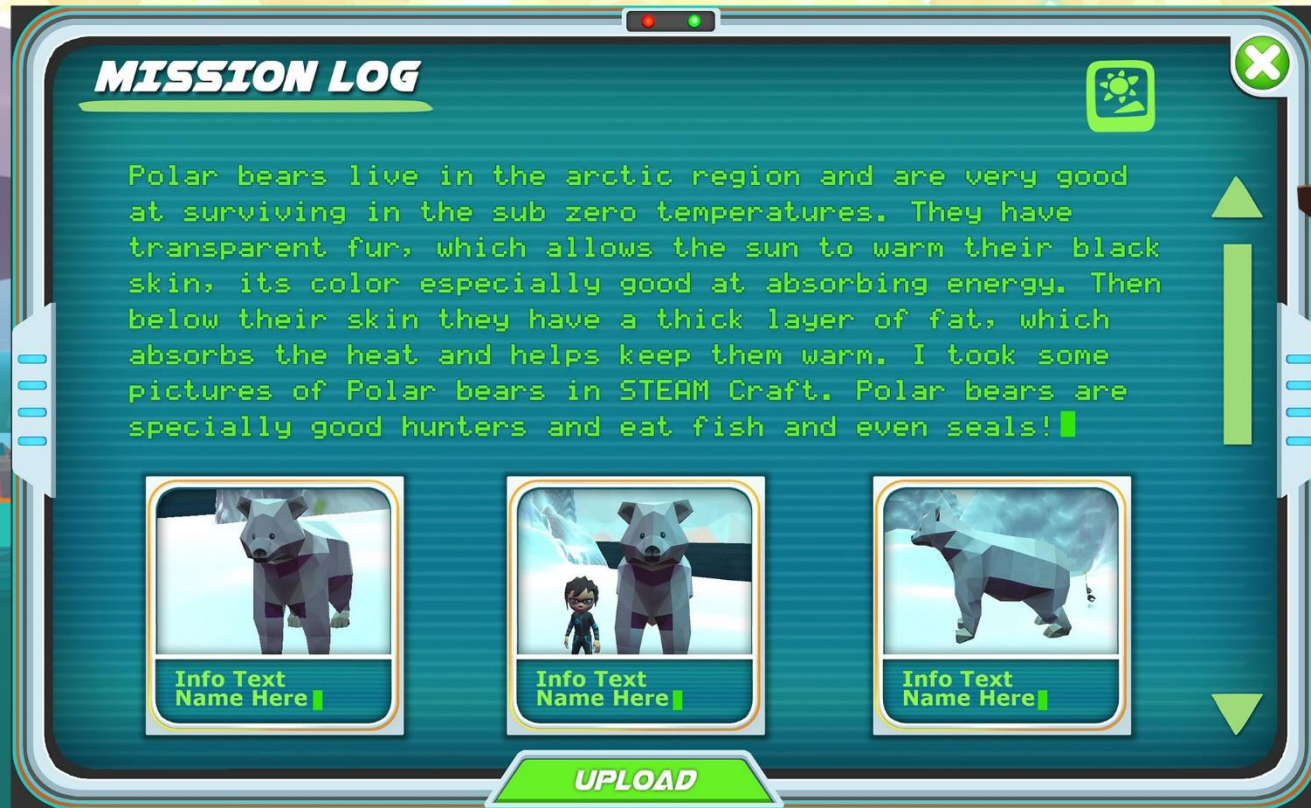 MISSION LOG
Polar bears live in the arctic region and are very good
at surviving in the sub zero temperatures. They have
transparent fur, which allows the sun to warm their black
skin, its color especially good at absorbing energy. Then
below their skin they have a thick layer of fat, which
absorbs the heat and helps keep them warm. I took some
pictures of Polar bears in STEAM Craft. Polar bears are
specially good hunters and eat fish and even seals!
Info Text
Name Here
Info Text
Name Here
Info Text
Name Here
UPLOAD